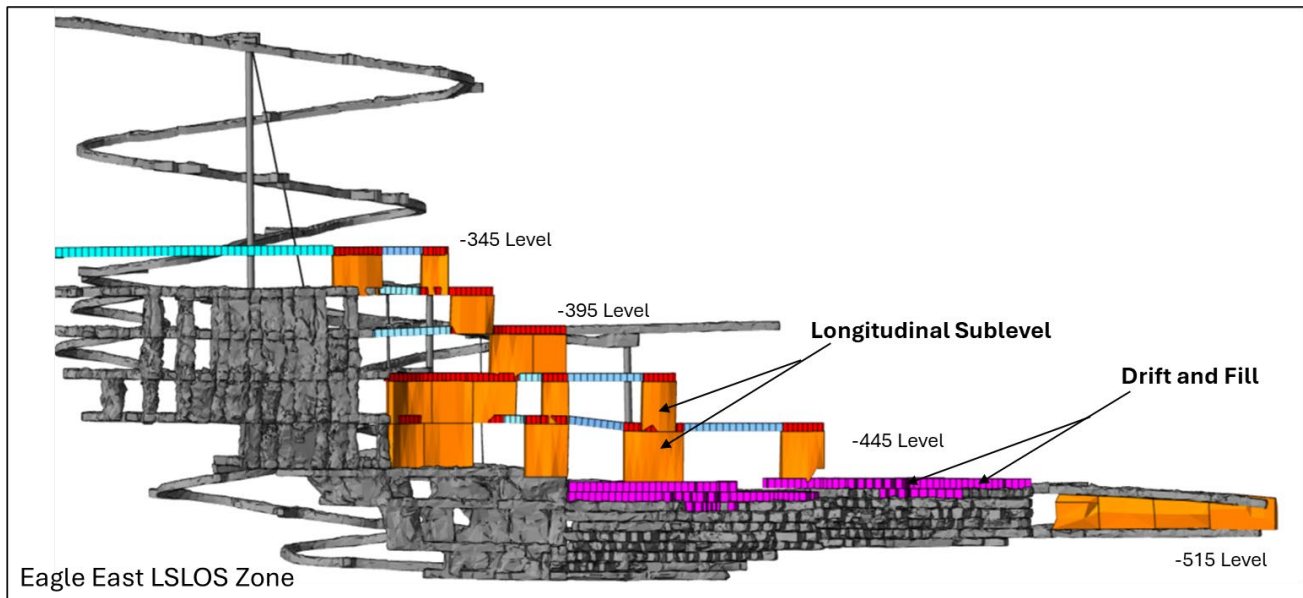 -345 Level
-395 Level
Longitudinal Sublevel
Drift and Fill
-445 Level
-515 Level
Eagle East LSLOS Zone